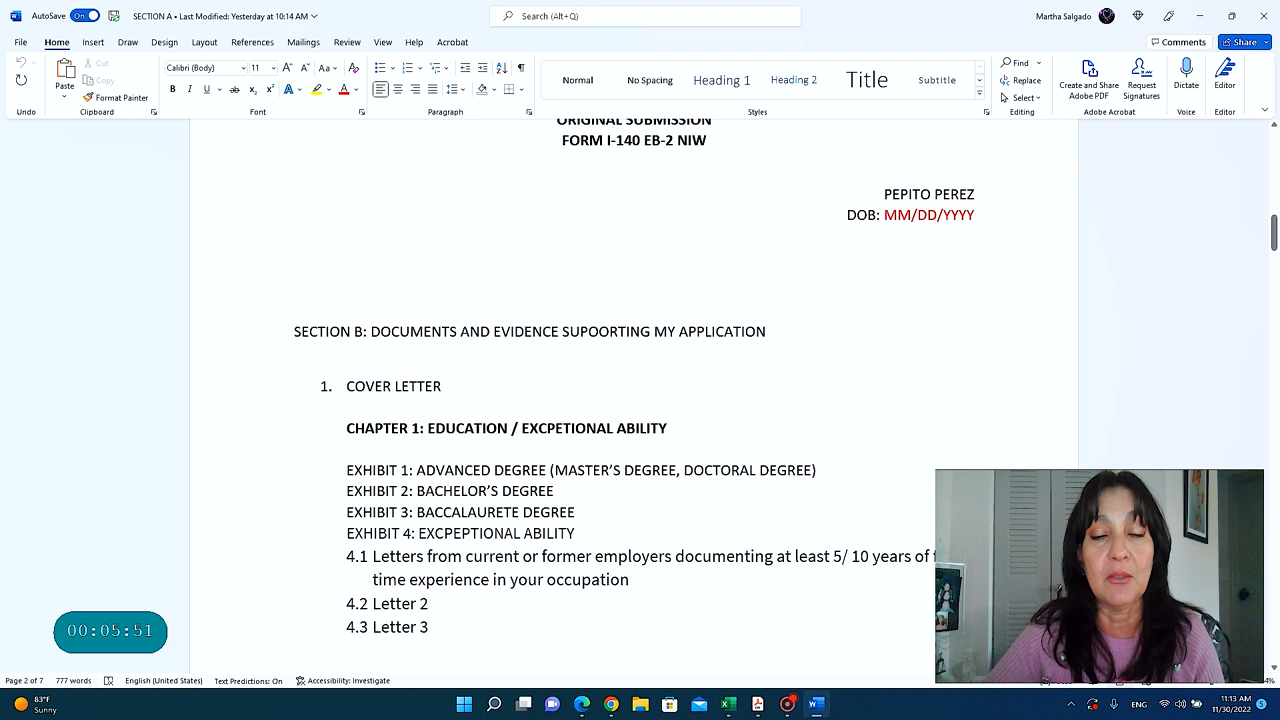 AutoSave On SECTION A • Last Modified: Yesterday at 10:14 AM Search (Alt+Q) Martha Salgado
File Home Insert Draw Design Layout References Mailings Review View Help Acrobat Comments Share
Paste Cut Copy Format Painter
Calibri (Body) 11
Normal No Spacing Heading 1 Heading 2 Title Subtitle
Find Replace Select
Create and Share Adobe PDF Request Signatures Dictate Editor
Undo Clipboard Font Paragraph Styles Editing Adobe Acrobat Voice Editor
ORIGINAL SUBMISSION
FORM I-140 EB-2 NIW
PEPITO PEREZ
DOB: MM/DD/YYYY
SECTION B: DOCUMENTS AND EVIDENCE SUPOORTING MY APPLICATION
1. COVER LETTER
CHAPTER 1: EDUCATION / EXCPETIONAL ABILITY
EXHIBIT 1: ADVANCED DEGREE (MASTER'S DEGREE, DOCTORAL DEGREE)
EXHIBIT 2: BACHELOR'S DEGREE
EXHIBIT 3: BACCALAURETE DEGREE
EXHIBIT 4: EXCPEPTIONAL ABILITY
4.1 Letters from current or former employers documenting at least 5/ 10 years of
time experience in your occupation
4.2 Letter 2
4.3 Letter 3
00:05:51
Page 2 of 7 777 words English (United States) Text Predictions: On Accessibility: Investigate
83°F
Sunny
11:13 AM
11/30/2022